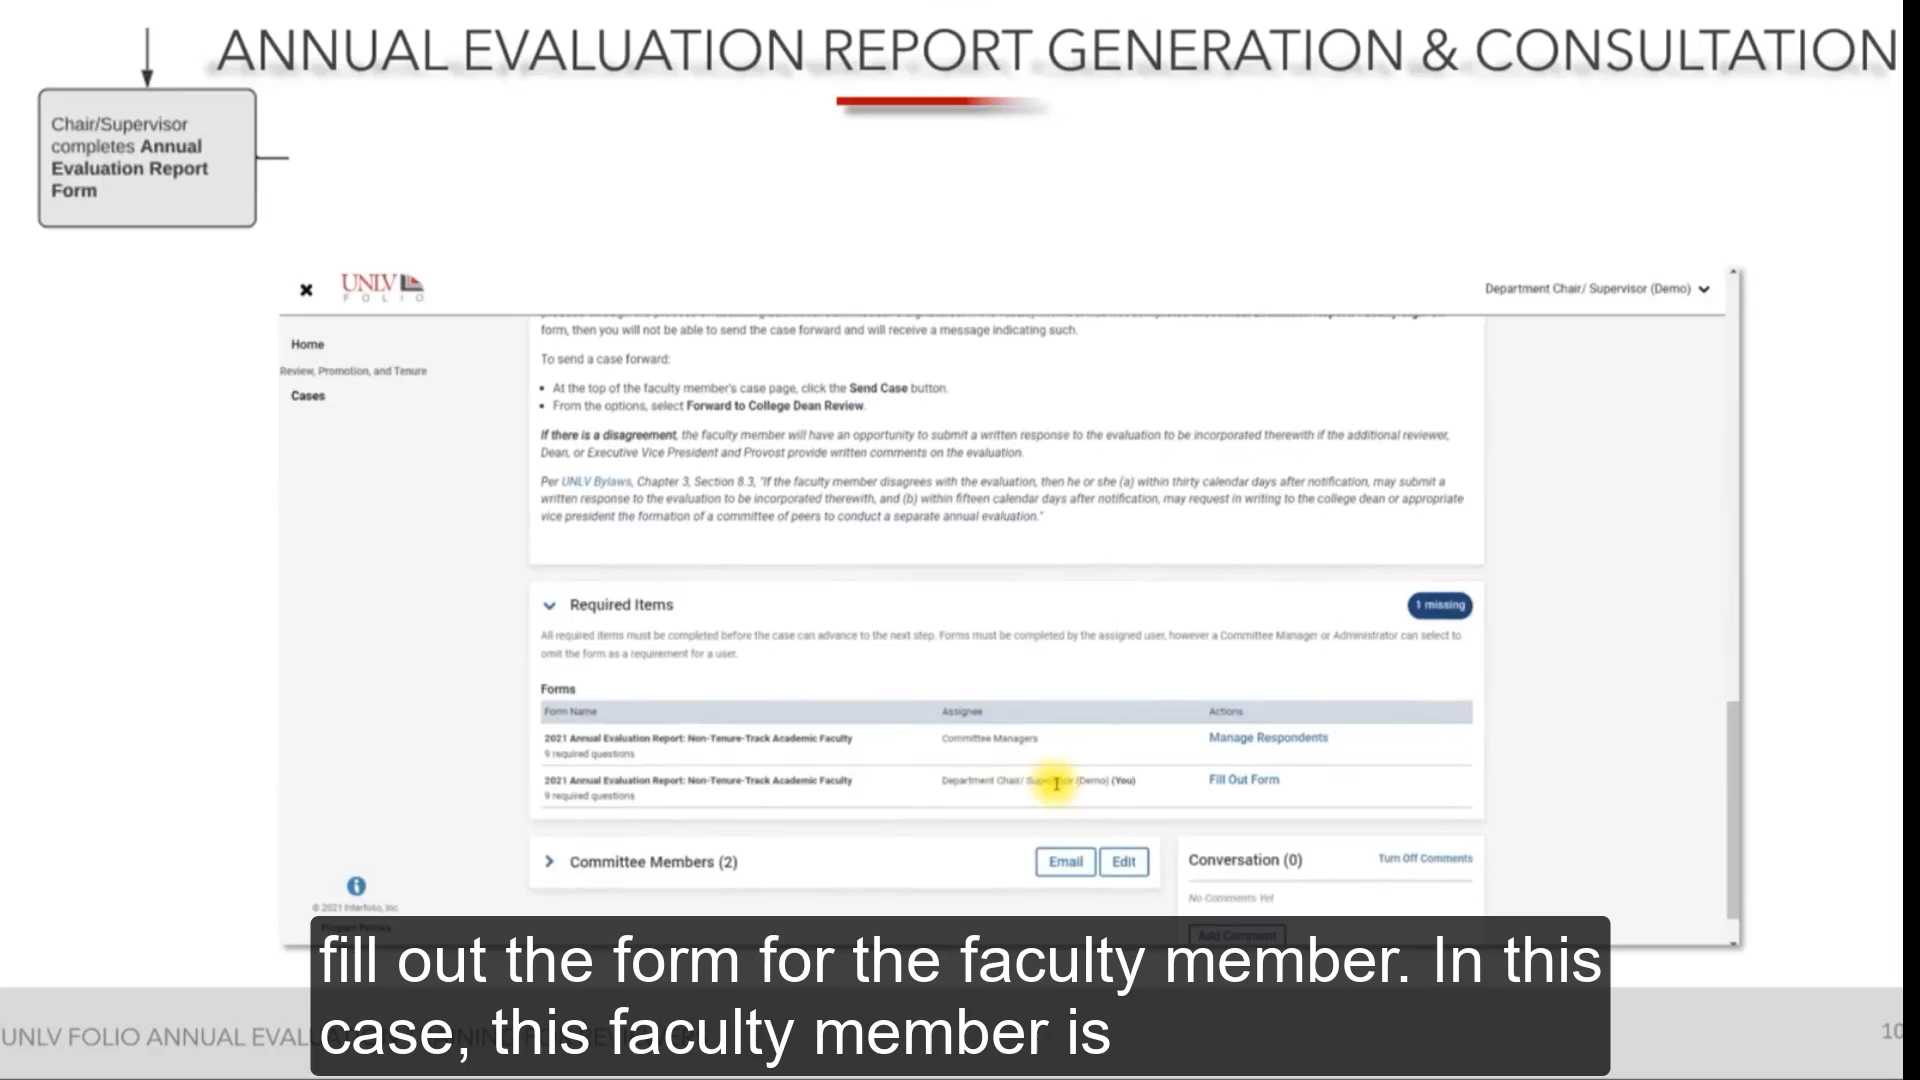 ANNUAL EVALUATION REPORT GENERATION & CONSULTATION
Chair/Supervisor
completes Annual
Evaluation Report
Form
UNLV
FOLIO
Department Chair/ Supervisor (Demo)
Home
Review, Promotion, and Tenure
Cases
form, then you will not be able to send the case forward and will receive a message indicating such.
To send a case forward:
At the top of the faculty member's case page, click the Send Case button.
From the options, select Forward to College Dean Review.
If there is a disagreement, the faculty member will have an opportunity to submit a written response to the evaluation to be incorporated therewith if the additional reviewer,
Dean, or Executive Vice President and Provost provide written comments on the evaluation.
Per UNLV Bylaws, Chapter 3, Section 8.3, "If the faculty member disagrees with the evaluation, then he or she (a) within thirty calendar days after notification, may submit a
written response to the evaluation to be incorporated therewith, and (b) within fifteen calendar days after notification, may request in writing to the college dean or appropriate
vice president the formation of a committee of peers to conduct a separate annual evaluation."
Required Items
1 missing
All required items must be completed before the case can advance to the next step. Forms must be completed by the assigned user, however a Committee Manager or Administrator can select to
omit the form as a requirement for a user.
Forms
Form Name Assignee Actions
2021 Annual Evaluation Report: Non-Tenure-Track Academic Faculty Committee Managers Manage Respondents
9 required questions
2021 Annual Evaluation Report: Non-Tenure-Track Academic Faculty Department Chair/ Supervisor (Demo) (You) Fill Out Form
9 required questions
Committee Members (2) Email Edit
Conversation (0) Turn Off Comments
No Comments Yet
Add Comment
© 2021 Interfolio, Inc.
Program Policies
fill out the form for the faculty member. In this
case, this faculty member is
UNLV FOLIO ANNUAL EVAL
10